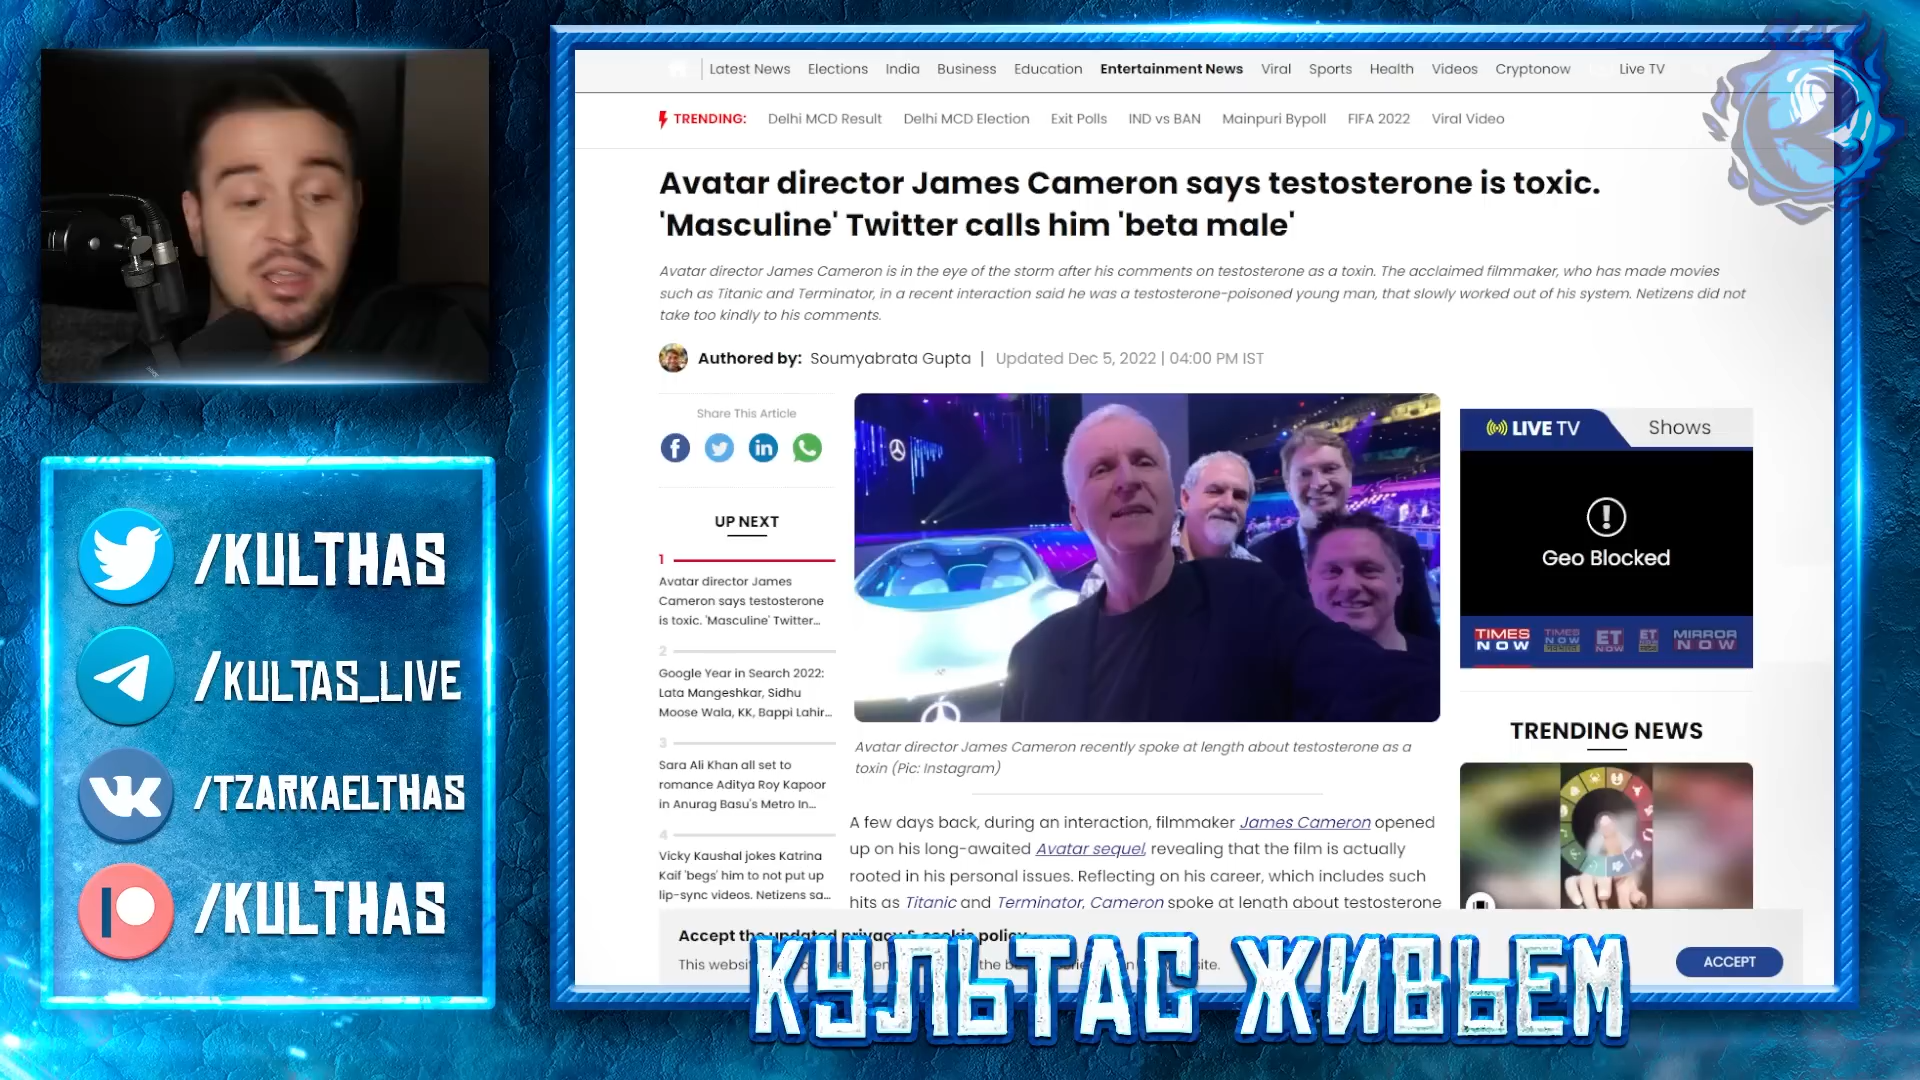 Latest News Elections India Business Education Entertainment News Viral Sports Health Videos Cryptonow Live TV
TRENDING: Delhi MCD Result Delhi MCD Election Exit Polls IND vs BAN Mainpuri Bypoll FIFA 2022 Viral Video
Avatar director James Cameron says testosterone is toxic.
'Masculine' Twitter calls him 'beta male'
Avatar director James Cameron is in the eye of the storm after his comments on testosterone as a toxin. The acclaimed filmmaker, who has made movies
such as Titanic and Terminator, in a recent interaction said he was a testosterone-poisoned young man, that slowly worked out of his system. Netizens did not
take too kindly to his comments.
Authored by: Soumyabrata Gupta | Updated Dec 5, 2022 | 04:00 PM IST
Share This Article
UP NEXT
1
Avatar director James
Cameron says testosterone
is toxic. 'Masculine' Twitter...
2
Google Year in Search 2022:
Lata Mangeshkar, Sidhu
Moose Wala, KK, Bappi Lahir...
3
Sara Ali Khan all set to
romance Aditya Roy Kapoor
in Anurag Basu's Metro In...
4
Vicky Kaushal jokes Katrina
Kaif 'begs' him to not put up
lip-sync videos. Netizens sa...
Avatar director James Cameron recently spoke at length about testosterone as a
toxin (Pic: Instagram)
A few days back, during an interaction, filmmaker James Cameron opened
up on his long-awaited Avatar sequel, revealing that the film is actually
rooted in his personal issues. Reflecting on his career, which includes such
hits as Titanic and Terminator, Cameron spoke at length about testosterone
LIVE TV Shows
Geo Blocked
TIMES NOW TIMES NOW ET NOW ET NOW MIRROR NOW
TRENDING NEWS
Accept the updated privacy & cookie policy
This websi
ACCEPT
/KULTHAS
/KULTAS_LIVE
/TZARKAELTHAS
/KULTHAS
КУЛЬТАС ЖИВЬЕМ